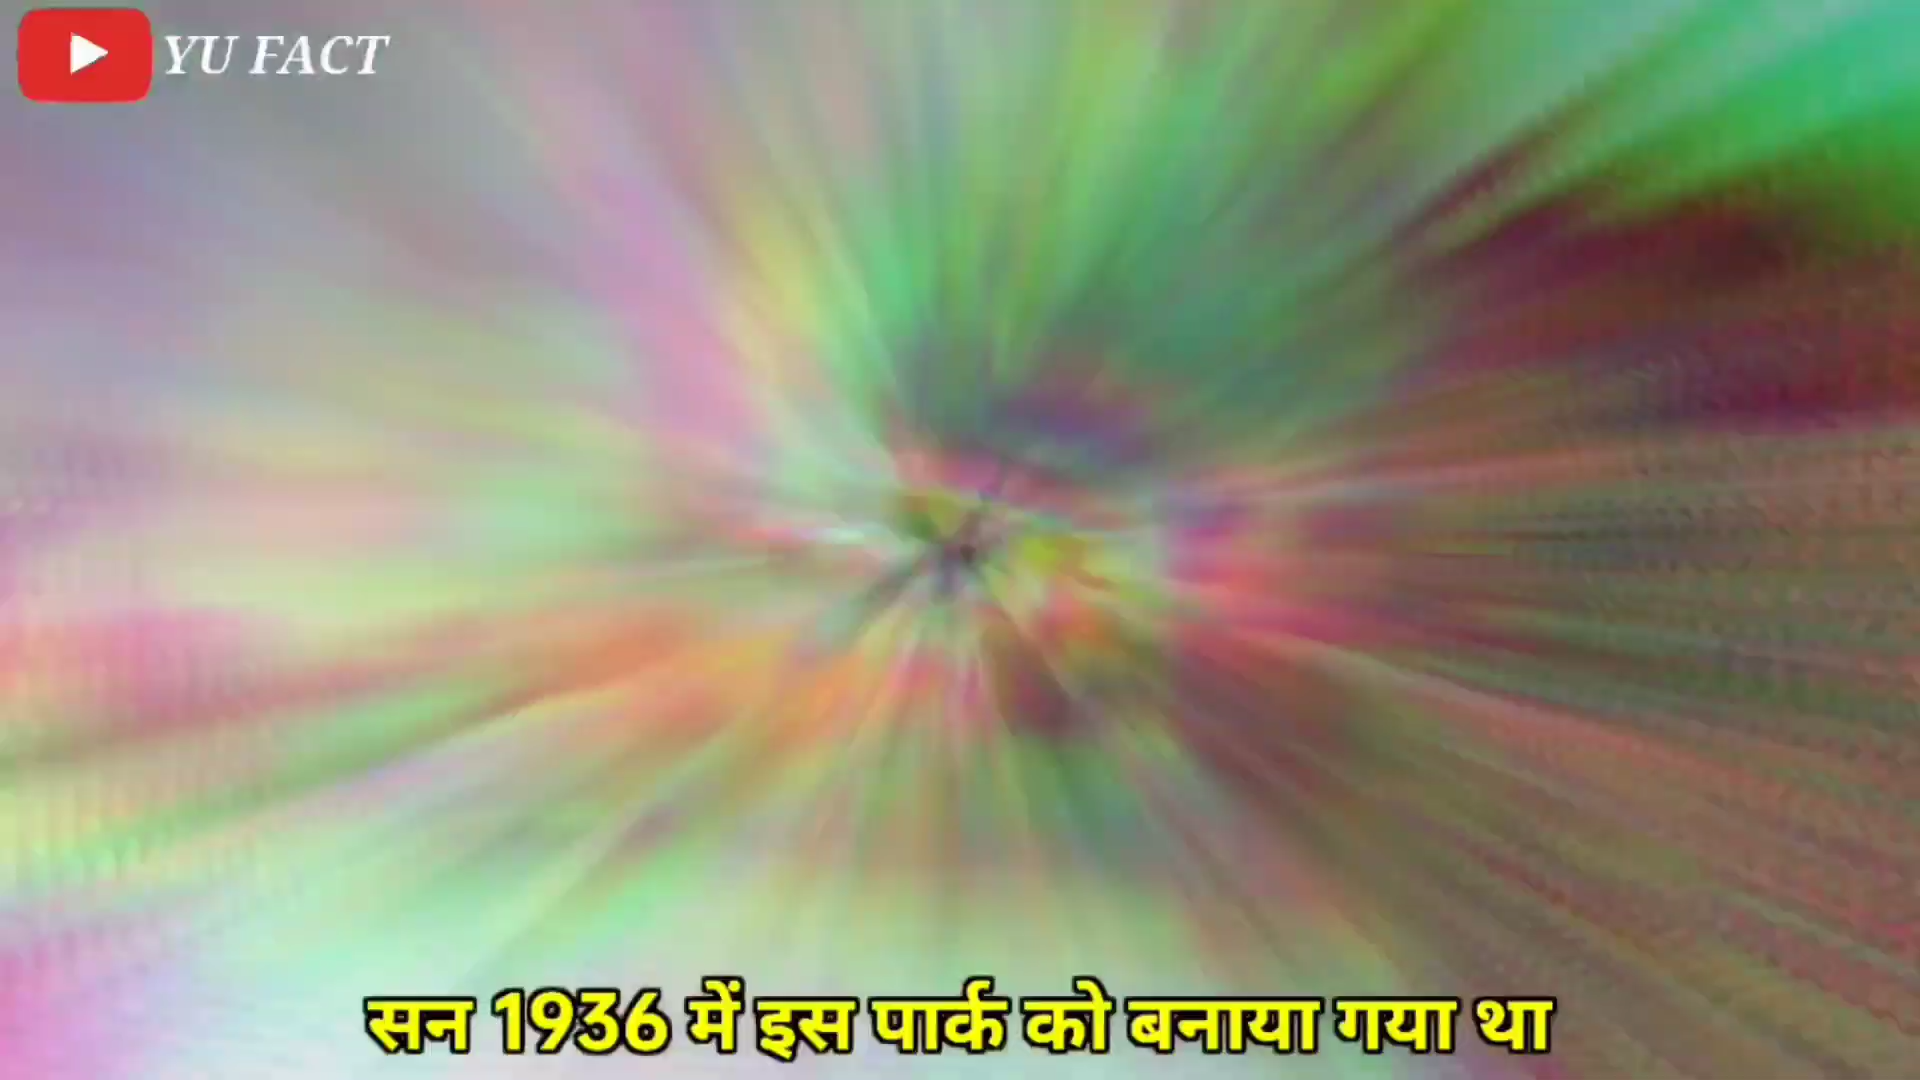 YU FACT
सन 1936 में इस पार्क को बनाया गया था